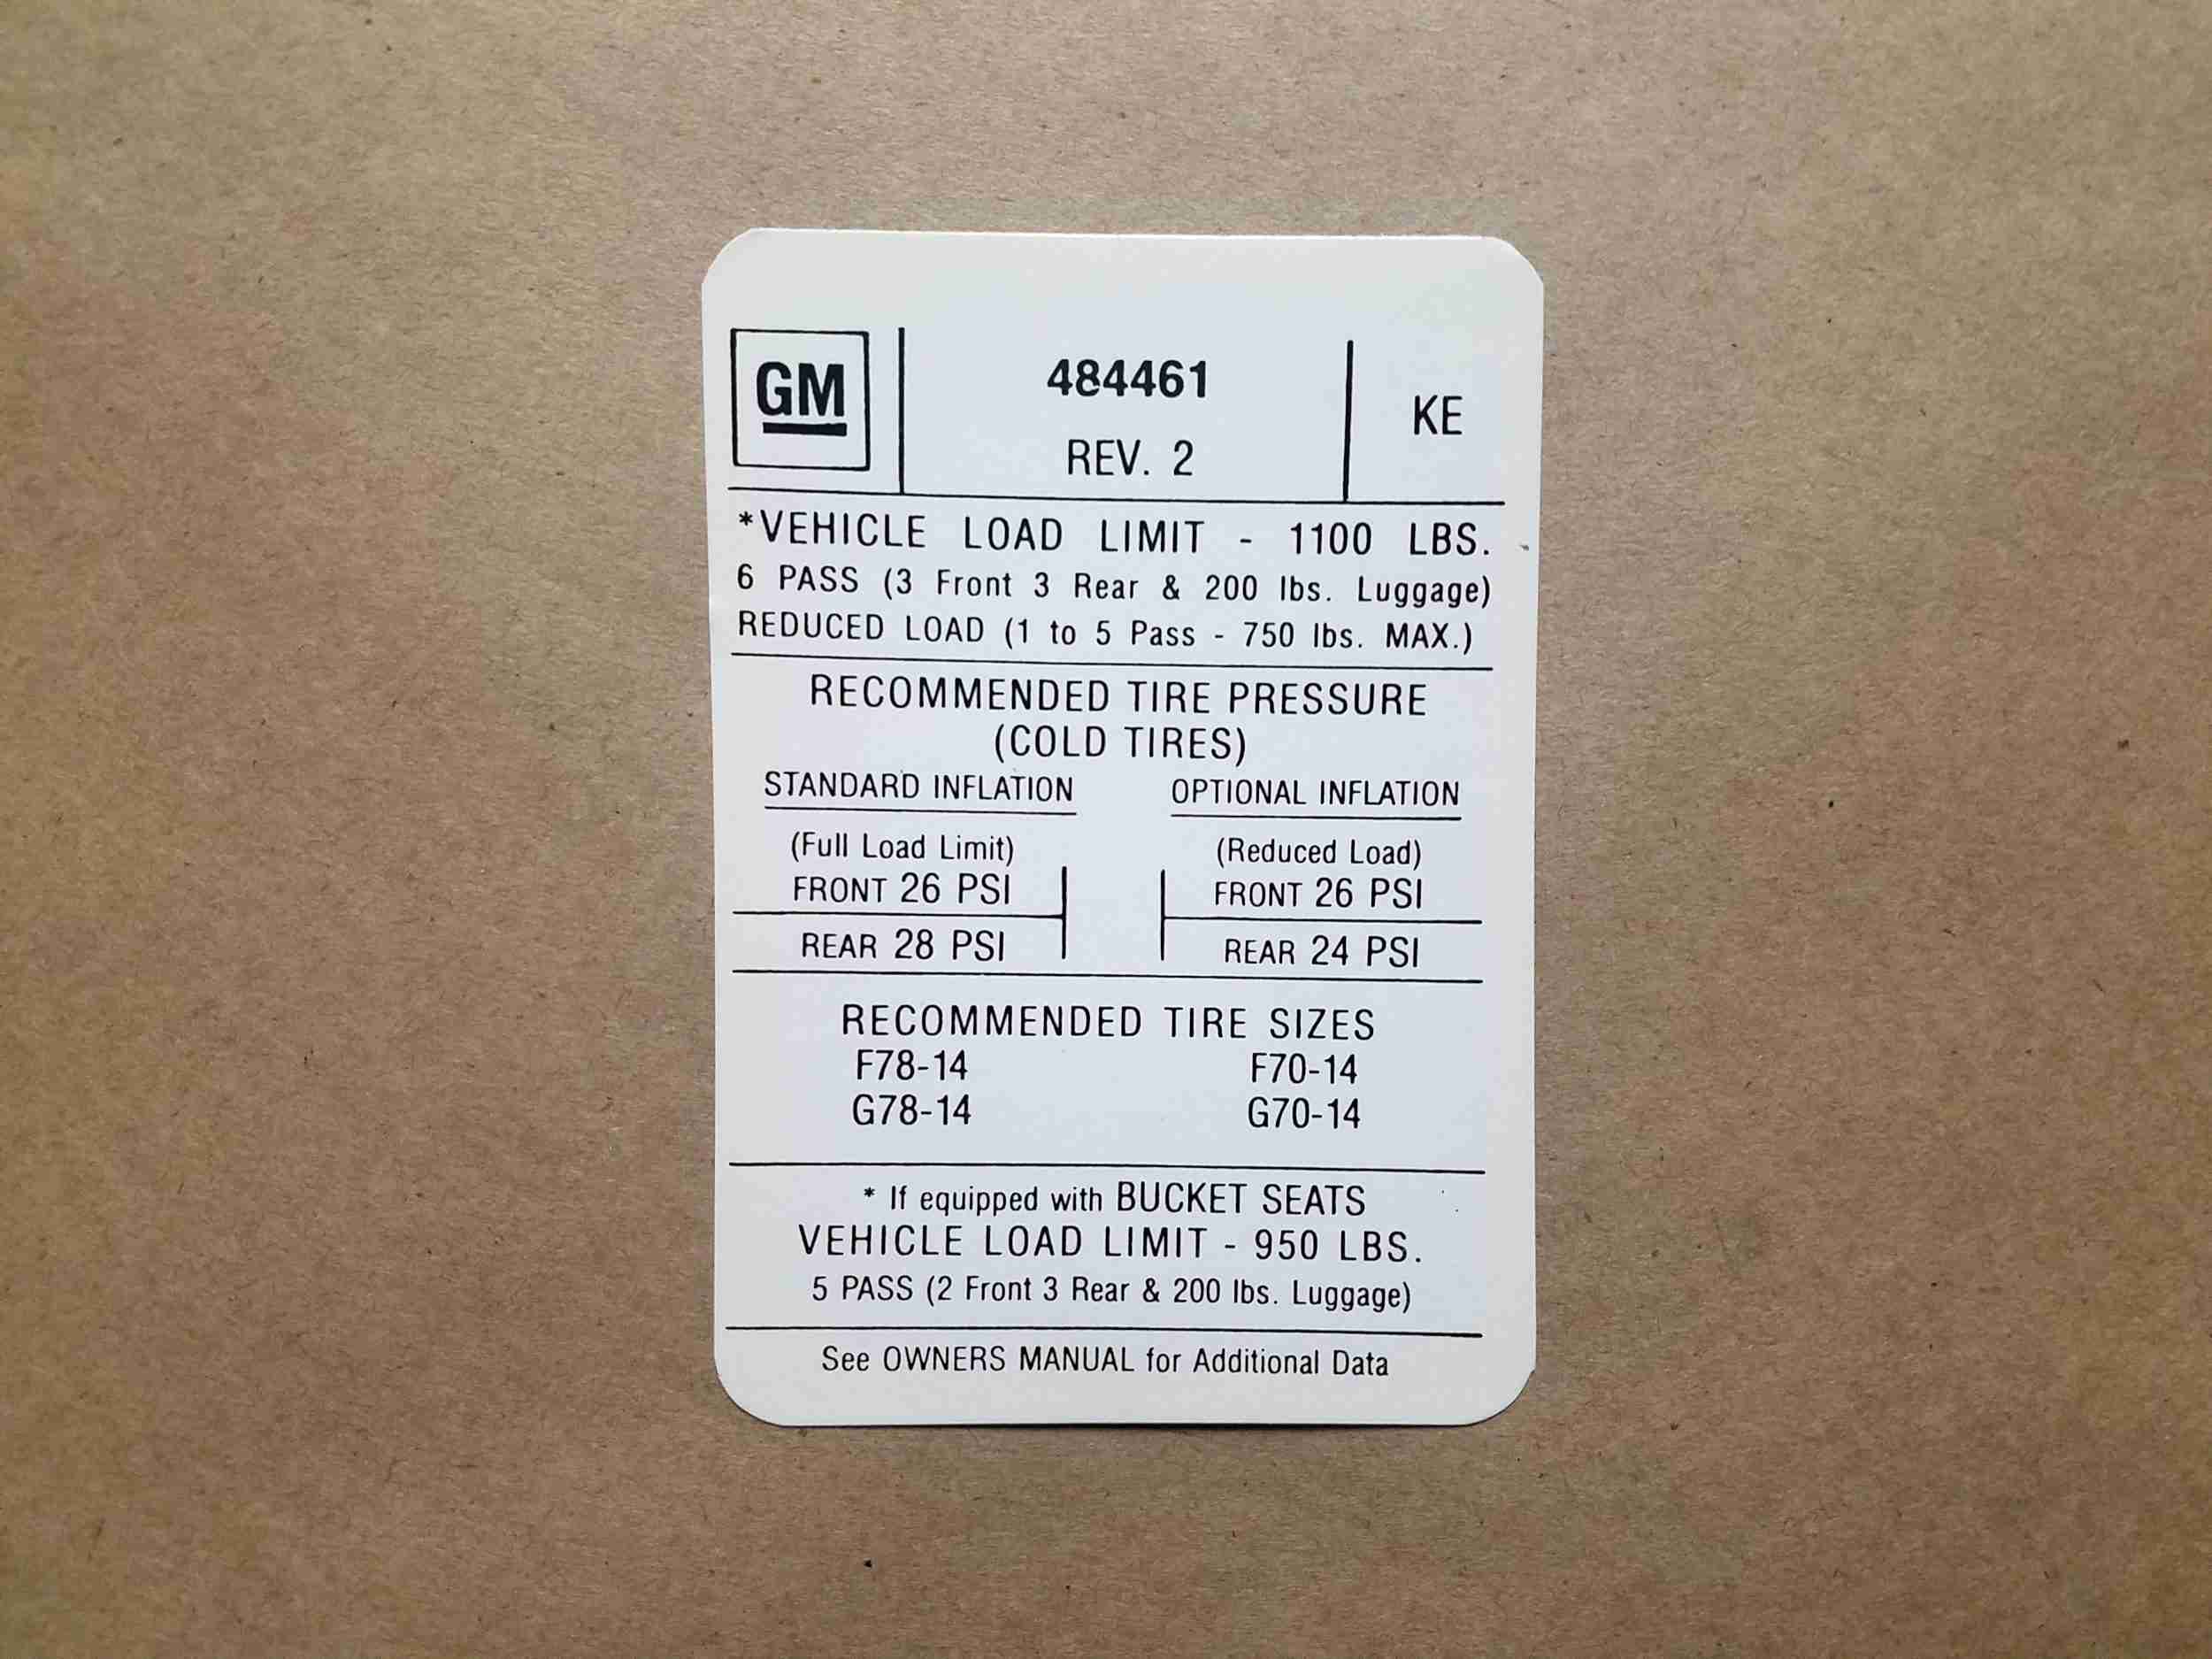 GM 484461 KE
REV. 2
*VEHICLE LOAD LIMIT - 1100 LBS.
6 PASS (3 Front 3 Rear & 200 lbs. Luggage)
REDUCED LOAD (1 to 5 Pass - 750 lbs. MAX.)
RECOMMENDED TIRE PRESSURE
(COLD TIRES)
STANDARD INFLATION OPTIONAL INFLATION
(Full Load Limit) (Reduced Load)
FRONT 26 PSI FRONT 26 PSI
REAR 28 PSI REAR 24 PSI
RECOMMENDED TIRE SIZES
F78-14 F70-14
G78-14 G70-14
* If equipped with BUCKET SEATS
VEHICLE LOAD LIMIT - 950 LBS.
5 PASS (2 Front 3 Rear & 200 lbs. Luggage)
See OWNERS MANUAL for Additional Data